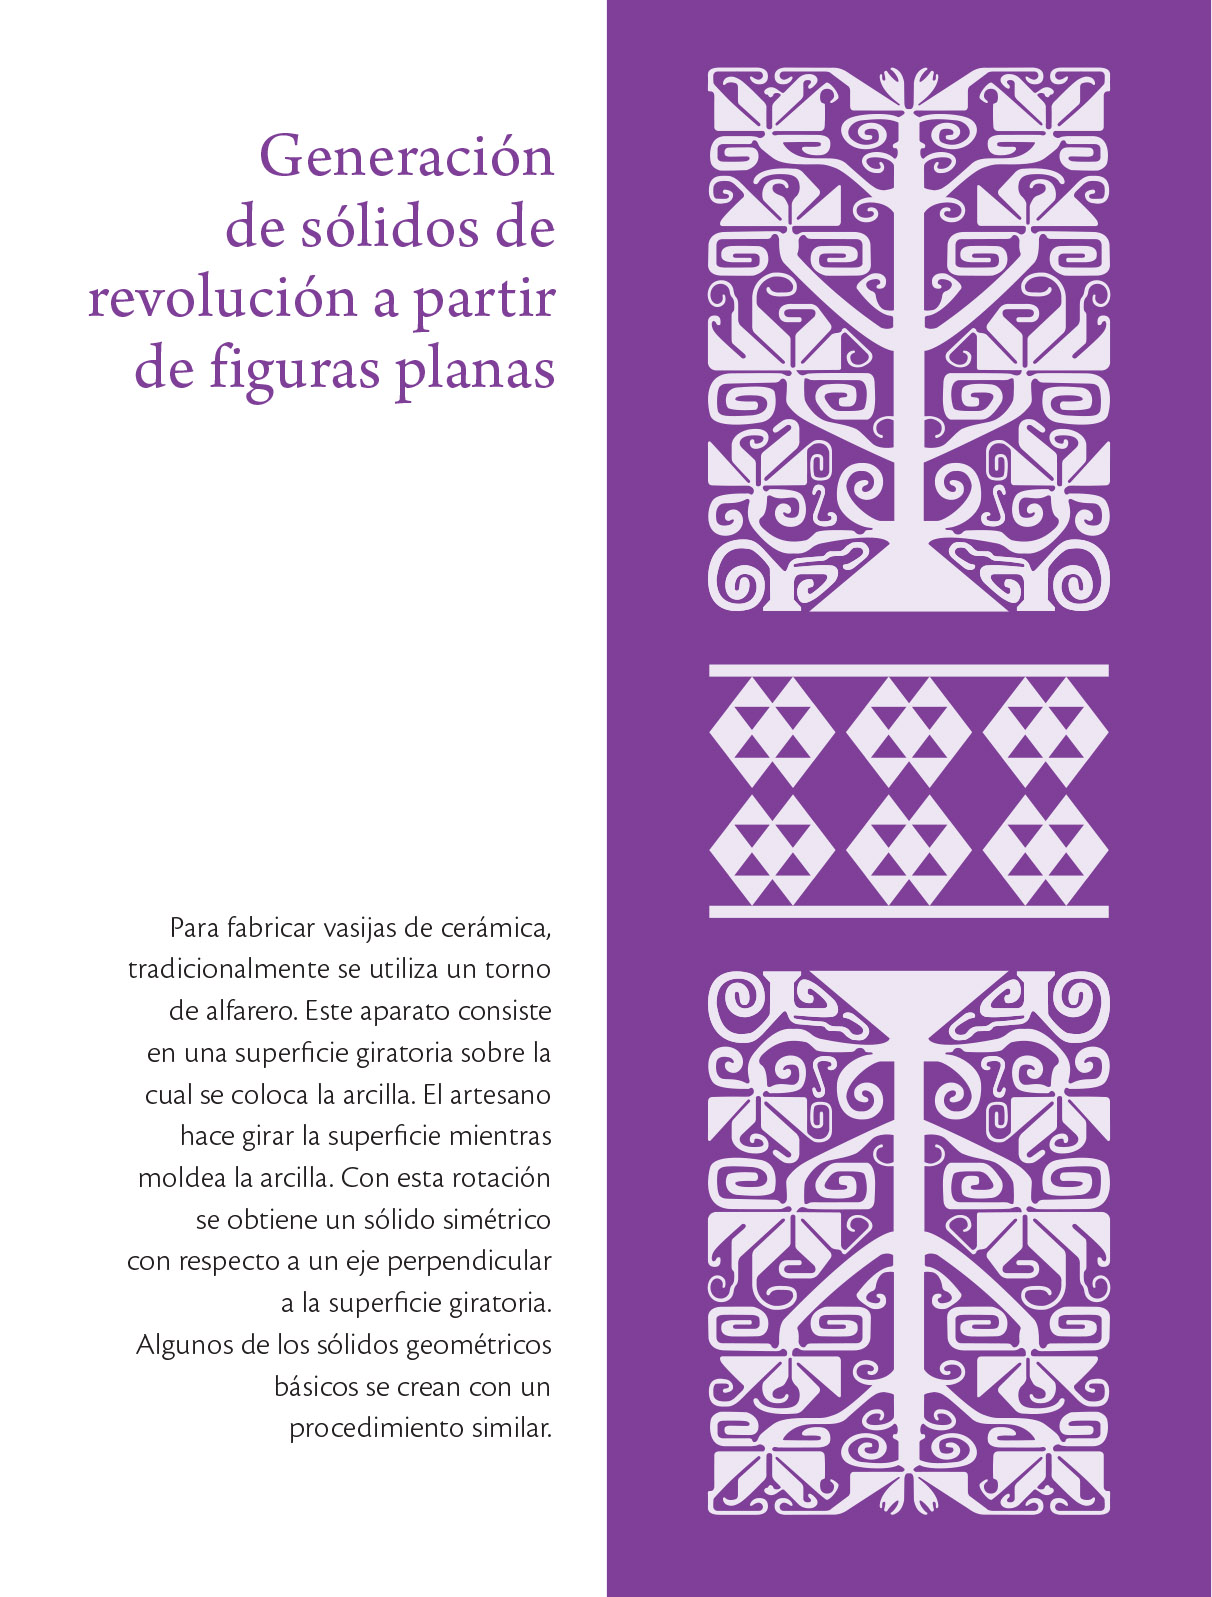 Generación
de sólidos de
revolución a partir
de figuras planas
Para fabricar vasijas de cerámica,
tradicionalmente se utiliza un torno
de alfarero. Este aparato consiste
en una superficie giratoria sobre la
cual se coloca la arcilla. El artesano
hace girar la superficie mientras
moldea la arcilla. Con esta rotación
se obtiene un sólido simétrico
con respecto a un eje perpendicular
a la superficie giratoria.
Algunos de los sólidos geométricos
básicos se crean con un
procedimiento similar.